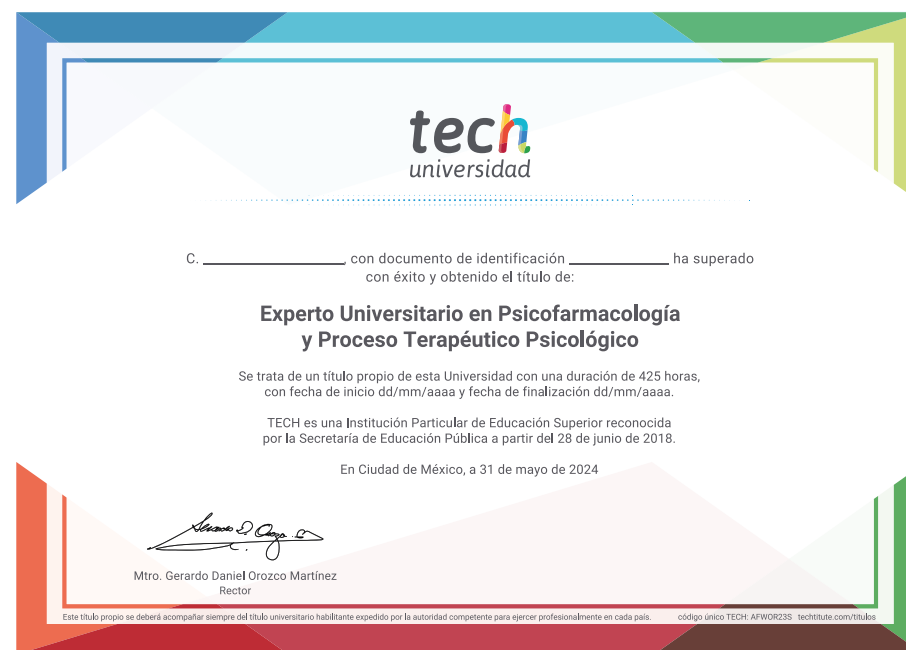 tech
universidad
C. ____________, con documento de identificación ____________ ha superado
con éxito y obtenido el título de:
Experto Universitario en Psicofarmacología
y Proceso Terapéutico Psicológico
Se trata de un título propio de esta Universidad con una duración de 425 horas,
con fecha de inicio dd/mm/aaaa y fecha de finalización dd/mm/aaaa.
TECH es una Institución Particular de Educación Superior reconocida
por la Secretaría de Educación Pública a partir del 28 de junio de 2018.
En Ciudad de México, a 31 de mayo de 2024
Mtro. Gerardo Daniel Orozco Martínez
Rector
Este título propio se deberá acompañar siempre del título universitario habilitante expedido por la autoridad competente para ejercer profesionalmente en cada país. código único TECH: AFWOR23S techtitute.com/titulos